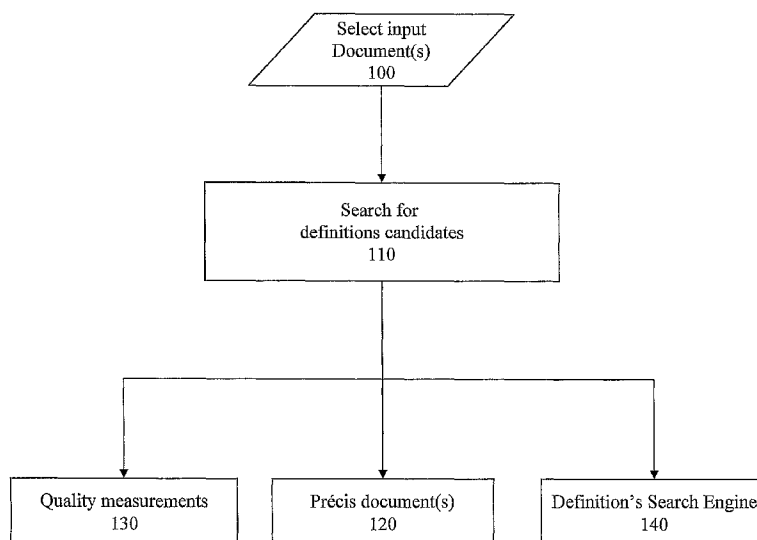 Select input
Document(s)
100
Search for
definitions candidates
110
Quality measurements
130
Précis document(s)
120
Definition's Search Engine
140